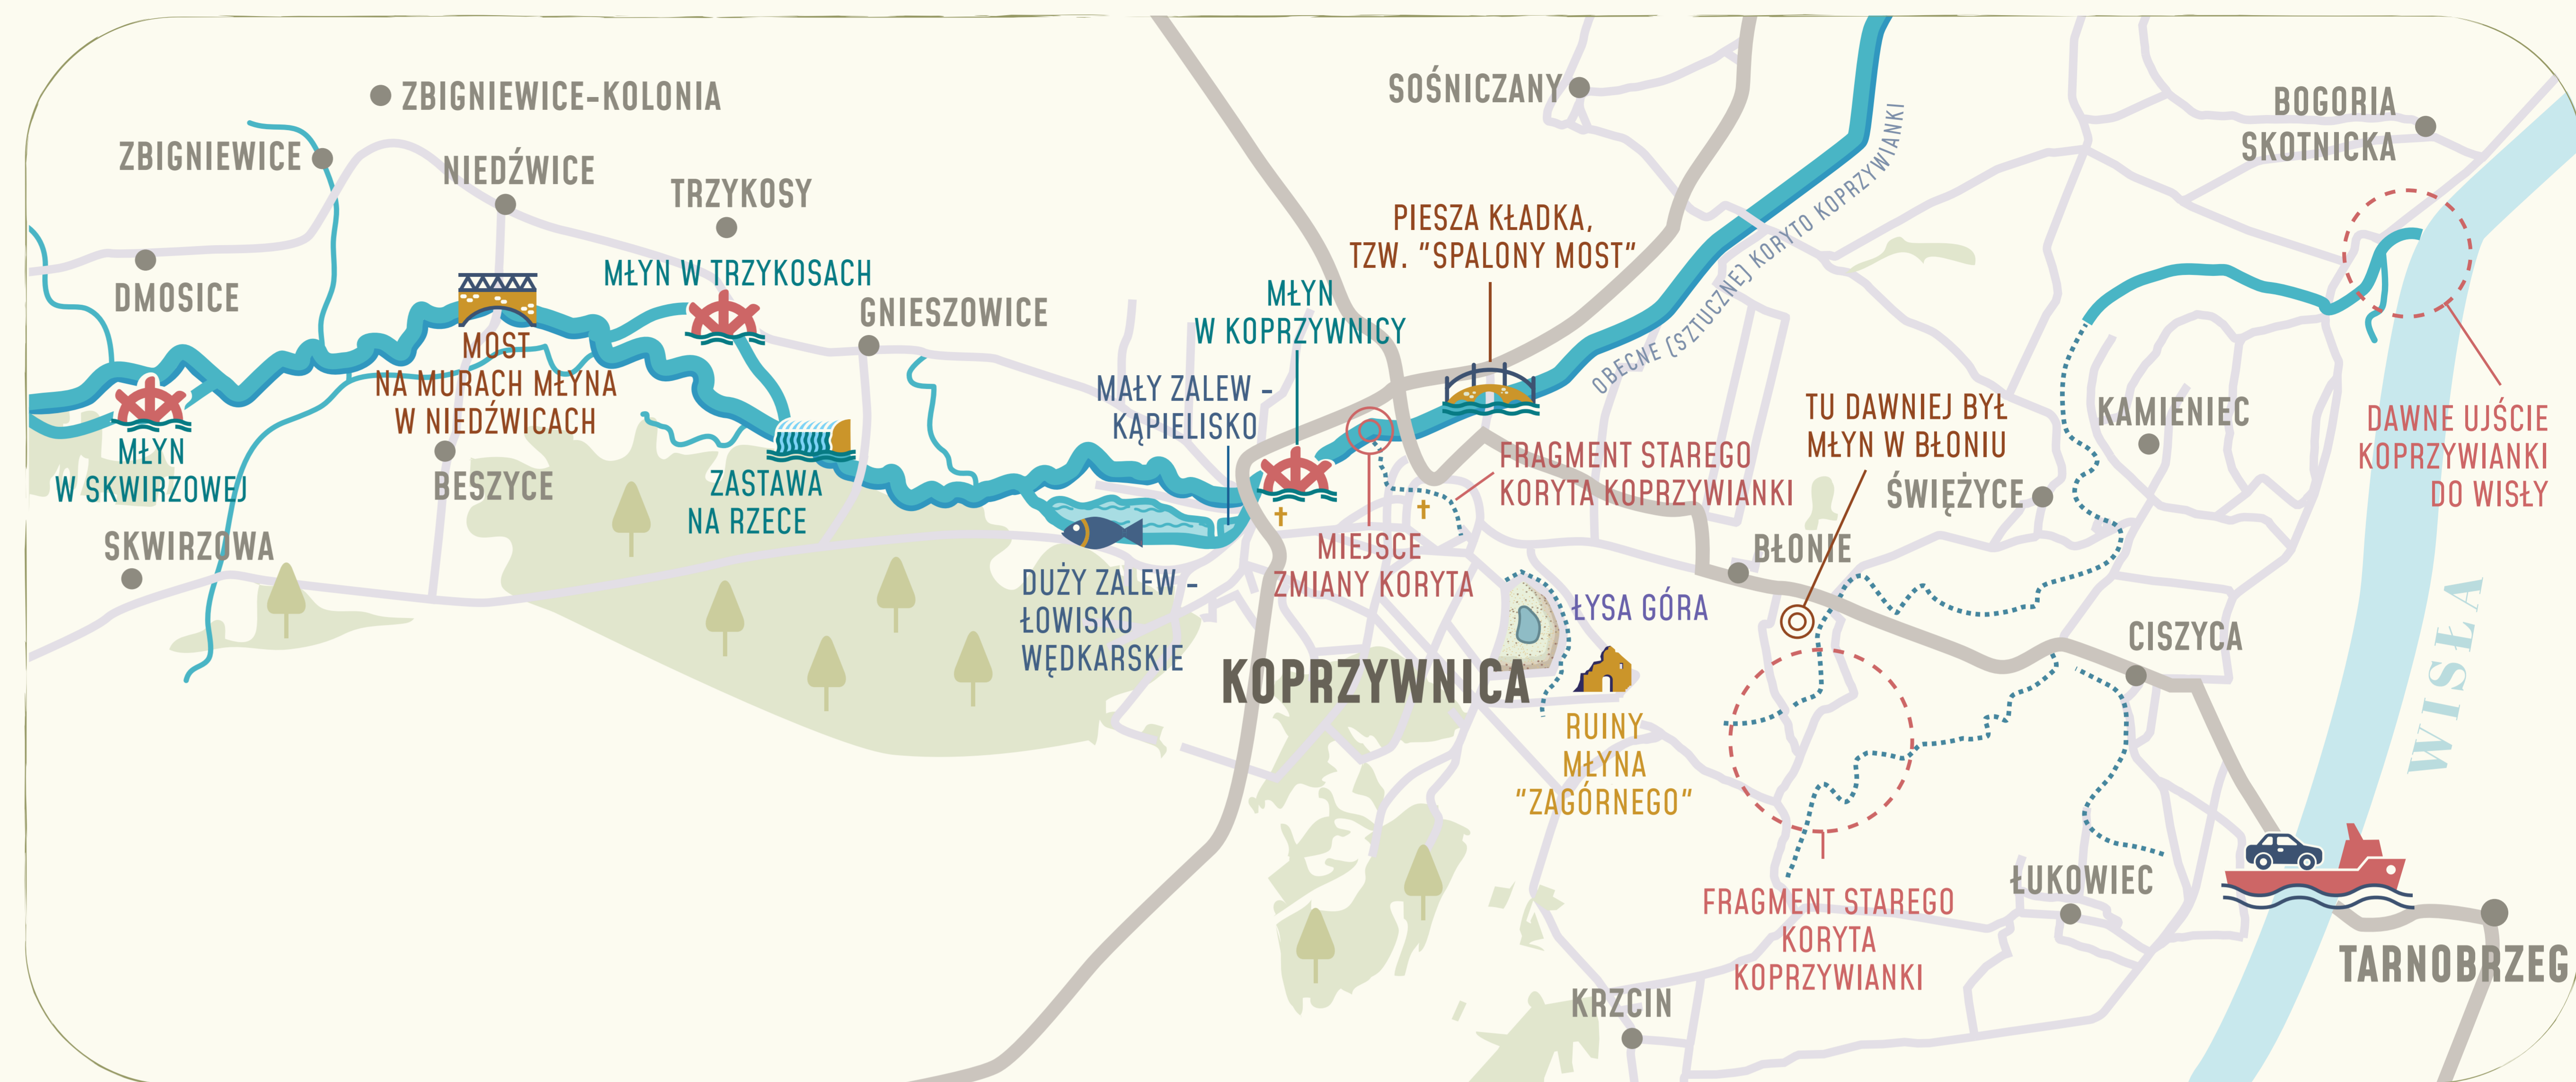 ZBIGNIEWICE-KOLONIA
ZBIGNIEWICE
NIEDŹWICE
TRZYKOSY
DMOSICE
MŁYN W TRZYKOSACH
GNIESZOWICE
MOST
NA MURACH MŁYNA
W NIEDŹWICACH
MŁYN
W SKWIRZOWEJ
BESZYCE
SKWIRZOWA
ZASTAWA
NA RZECE
MAŁY ZALEW -
KĄPIELISKO
DUŻY ZALEW -
ŁOWISKO
WĘDKARSKIE
MŁYN
W KOPRZYWNICY
SOŚNICZANY
PIESZA KŁADKA,
TZW. "SPALONY MOST"
OBECNE (SZTUCZNE) KORYTO KOPRZYWIANKI
FRAGMENT STAREGO
KORYTA KOPRZYWIANKI
MIEJSCE
ZMIANY KORYTA
ŁYSA GÓRA
KOPRZYWNICA
RUINY
MŁYNA
"ZAGÓRNEGO"
TU DAWNIEJ BYŁ
MŁYN W BŁONIU
BŁONIE
ŚWIĘŻYCE
KAMIENIEC
BOGORIA
SKOTNICKA
DAWNE UJŚCIE
KOPRZYWIANKI
DO WISŁY
WISŁA
CISZYCA
FRAGMENT STAREGO
KORYTA
KOPRZYWIANKI
ŁUKOWIEC
KRZCIN
TARNOBRZEG